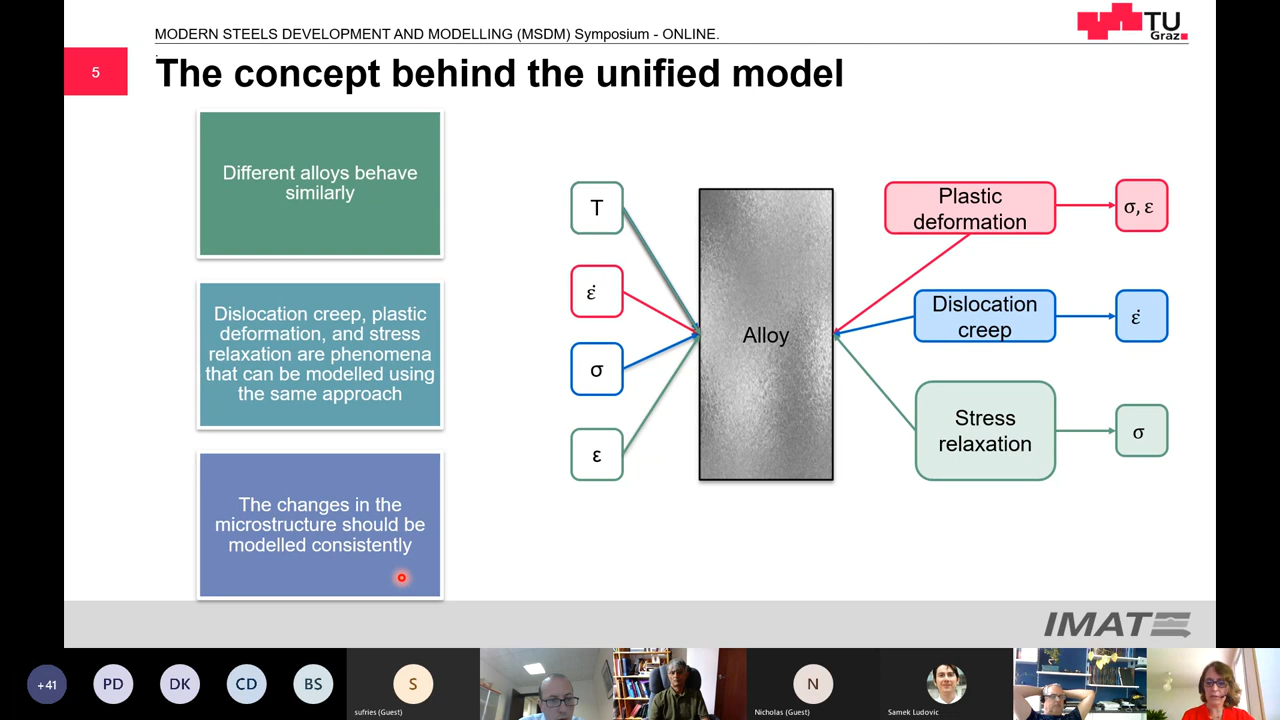 MODERN STEELS DEVELOPMENT AND MODELLING (MSDM) Symposium - ONLINE.
.
TU
Graz
5
The concept behind the unified model
Different alloys behave
similarly
Dislocation creep, plastic
deformation, and stress
relaxation are phenomena
that can be modelled using
the same approach
The changes in the
microstructure should be
modelled consistently
T
ε̇
σ
ε
Alloy
Plastic
deformation
σ, ε
Dislocation
creep
ε̇
Stress
relaxation
σ
IMAT
+41
PD
DK
CD
BS
S
sufries (Guest)
N
Nicholas (Guest)
Samek Ludovic